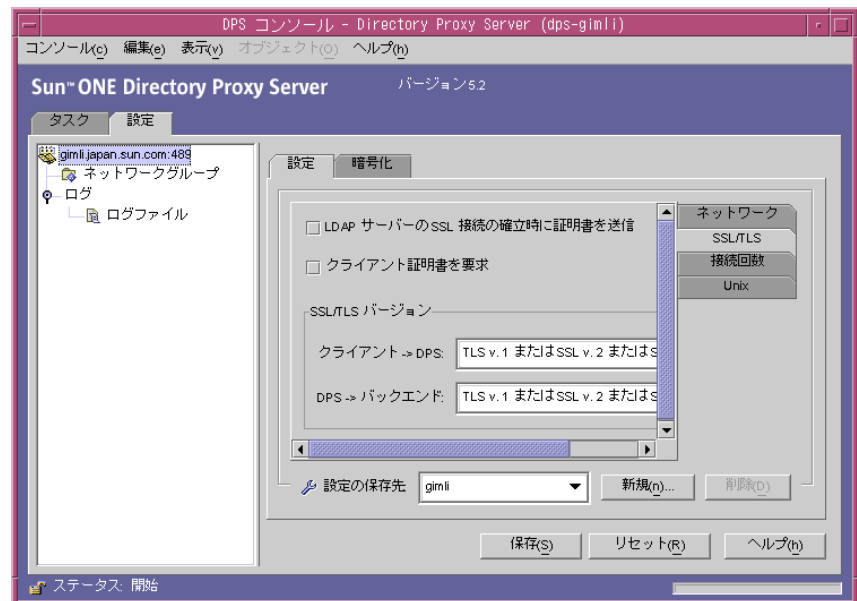 DPS コンソール - Directory Proxy Server (dps-gimli)
コンソール(c) 編集(e) 表示(v) オブジェクト(o) ヘルプ(h)
Sun™ ONE Directory Proxy Server バージョン5.2
タスク 設定
gimli.japan.sun.com:489
ネットワークグループ
ログ
ログファイル
設定 暗号化
LDAP サーバーのSSL 接続の確立時に証明書を送信
クライアント証明書を要求
SSL/TLS バージョン
クライアント -> DPS: TLS v.1 またはSSL v.2 またはS
DPS -> バックエンド: TLS v.1 またはSSL v.2 またはS
ネットワーク
SSL/TLS
接続回数
Unix
設定の保存先 gimli 新規(n)... 削除(D)
保存(S) リセット(R) ヘルプ(h)
ステータス: 開始